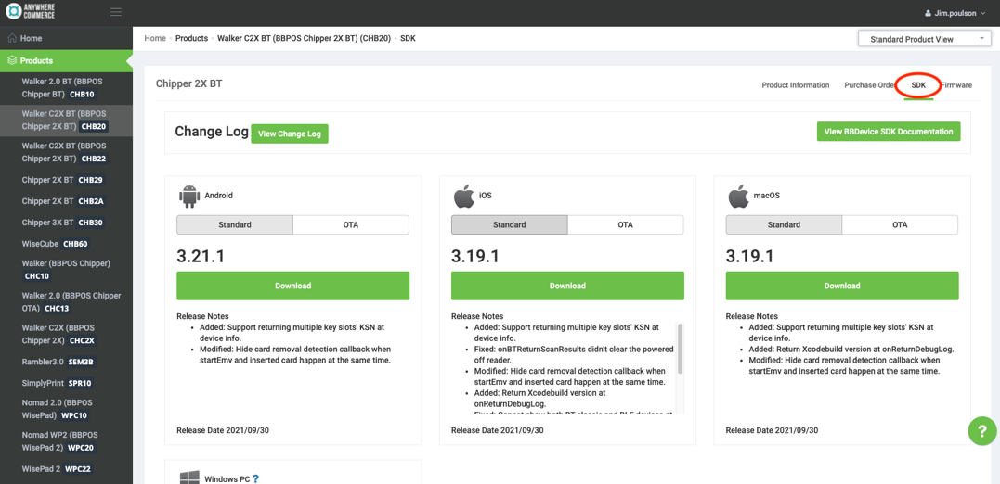 ANYWHERE
COMMERCE
Jim.poulson
Home
Products
Walker 2.0 BT (BBPOS
Chipper BT) CHB10
Walker C2X BT (BBPOS
Chipper 2X BT) CHB20
Walker C2X BT (BBPOS
Chipper 2X BT) CHB22
Chipper 2X BT CHB29
Chipper 2X BT CHB2A
Chipper 3X BT CHB30
WiseCube CHB60
Walker (BBPOS Chipper)
CHC10
Walker 2.0 (BBPOS Chipper
OTA) CHC13
Walker C2X (BBPOS
Chipper 2X) CHC2X
Rambler3.0 SEM3B
SimplyPrint SPR10
Nomad 2.0 (BBPOS
WisePad) WPC10
Nomad WP2 (BBPOS
WisePad 2) WPC20
WisePad 2 WPC22
Home Products Walker C2X BT (BBPOS Chipper 2X BT) (CHB20) SDK
Standard Product View
Chipper 2X BT
Product Information Purchase Orde SDK Firmware
Change Log View Change Log
View BBDevice SDK Documentation
Android
Standard OTA
3.21.1
Download
Release Notes
• Added: Support returning multiple key slots' KSN at
device info.
• Modified: Hide card removal detection callback when
startEmv and inserted card happen at the same time.
Release Date 2021/09/30
iOS
Standard OTA
3.19.1
Download
Release Notes
• Added: Support returning multiple key slots' KSN at
device info.
• Fixed: onBTReturnScanResults didn't clear the powered
off reader.
• Modified: Hide card removal detection callback when
startEmv and inserted card happen at the same time.
• Added: Return Xcodebuild version at
onReturnDebugLog.
• Fixed: Cannot show both BT classic and BLE devices at
Release Date 2021/09/30
macOS
Standard OTA
3.19.1
Download
Release Notes
• Added: Support returning multiple key slots' KSN at
device info.
• Added: Return Xcodebuild version at onReturnDebugLog.
• Modified: Hide card removal detection callback when
startEmv and inserted card happen at the same time.
Release Date 2021/09/30
Windows PC ?
?